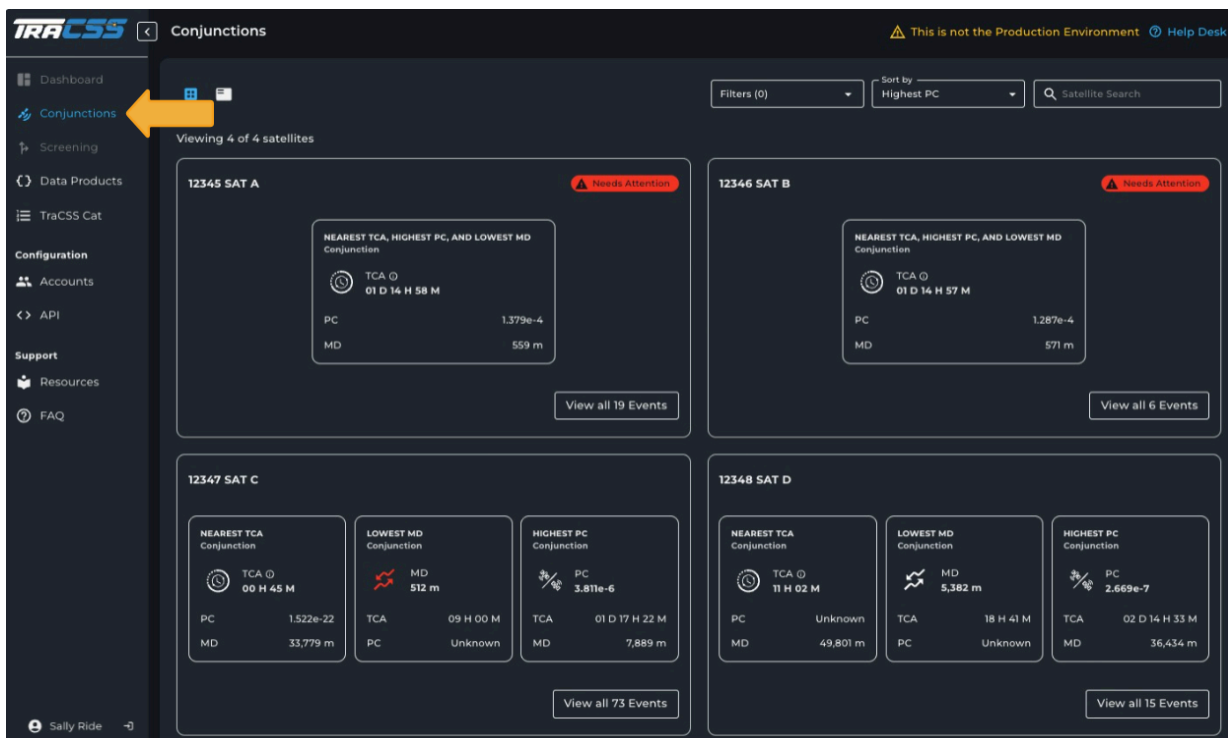 TRACSS
Conjunctions
This is not the Production Environment
Help Desk
Dashboard
Conjunctions
Screening
Data Products
TraCSS Cat
Configuration
Accounts
API
Support
Resources
FAQ
Sally Ride
Filters (0)
Sort by
Highest PC
Satellite Search
Viewing 4 of 4 satellites
12345 SAT A
Needs Attention
NEAREST TCA, HIGHEST PC, AND LOWEST MD
Conjunction
TCA
01 D 14 H 58 M
PC 1.379e-4
MD 559 m
View all 19 Events
12346 SAT B
Needs Attention
NEAREST TCA, HIGHEST PC, AND LOWEST MD
Conjunction
TCA
01 D 14 H 57 M
PC 1.287e-4
MD 571 m
View all 6 Events
12347 SAT C
NEAREST TCA
Conjunction
TCA
00 H 45 M
PC 1.522e-22
MD 33,779 m
LOWEST MD
Conjunction
MD
512 m
TCA 09 H 00 M
PC Unknown
HIGHEST PC
Conjunction
PC
3.811e-6
TCA 01 D 17 H 22 M
MD 7,889 m
View all 73 Events
12348 SAT D
NEAREST TCA
Conjunction
TCA
11 H 02 M
PC Unknown
MD 49,801 m
LOWEST MD
Conjunction
MD
5,382 m
TCA 18 H 41 M
PC Unknown
HIGHEST PC
Conjunction
PC
2.669e-7
TCA 02 D 14 H 33 M
MD 36,434 m
View all 15 Events